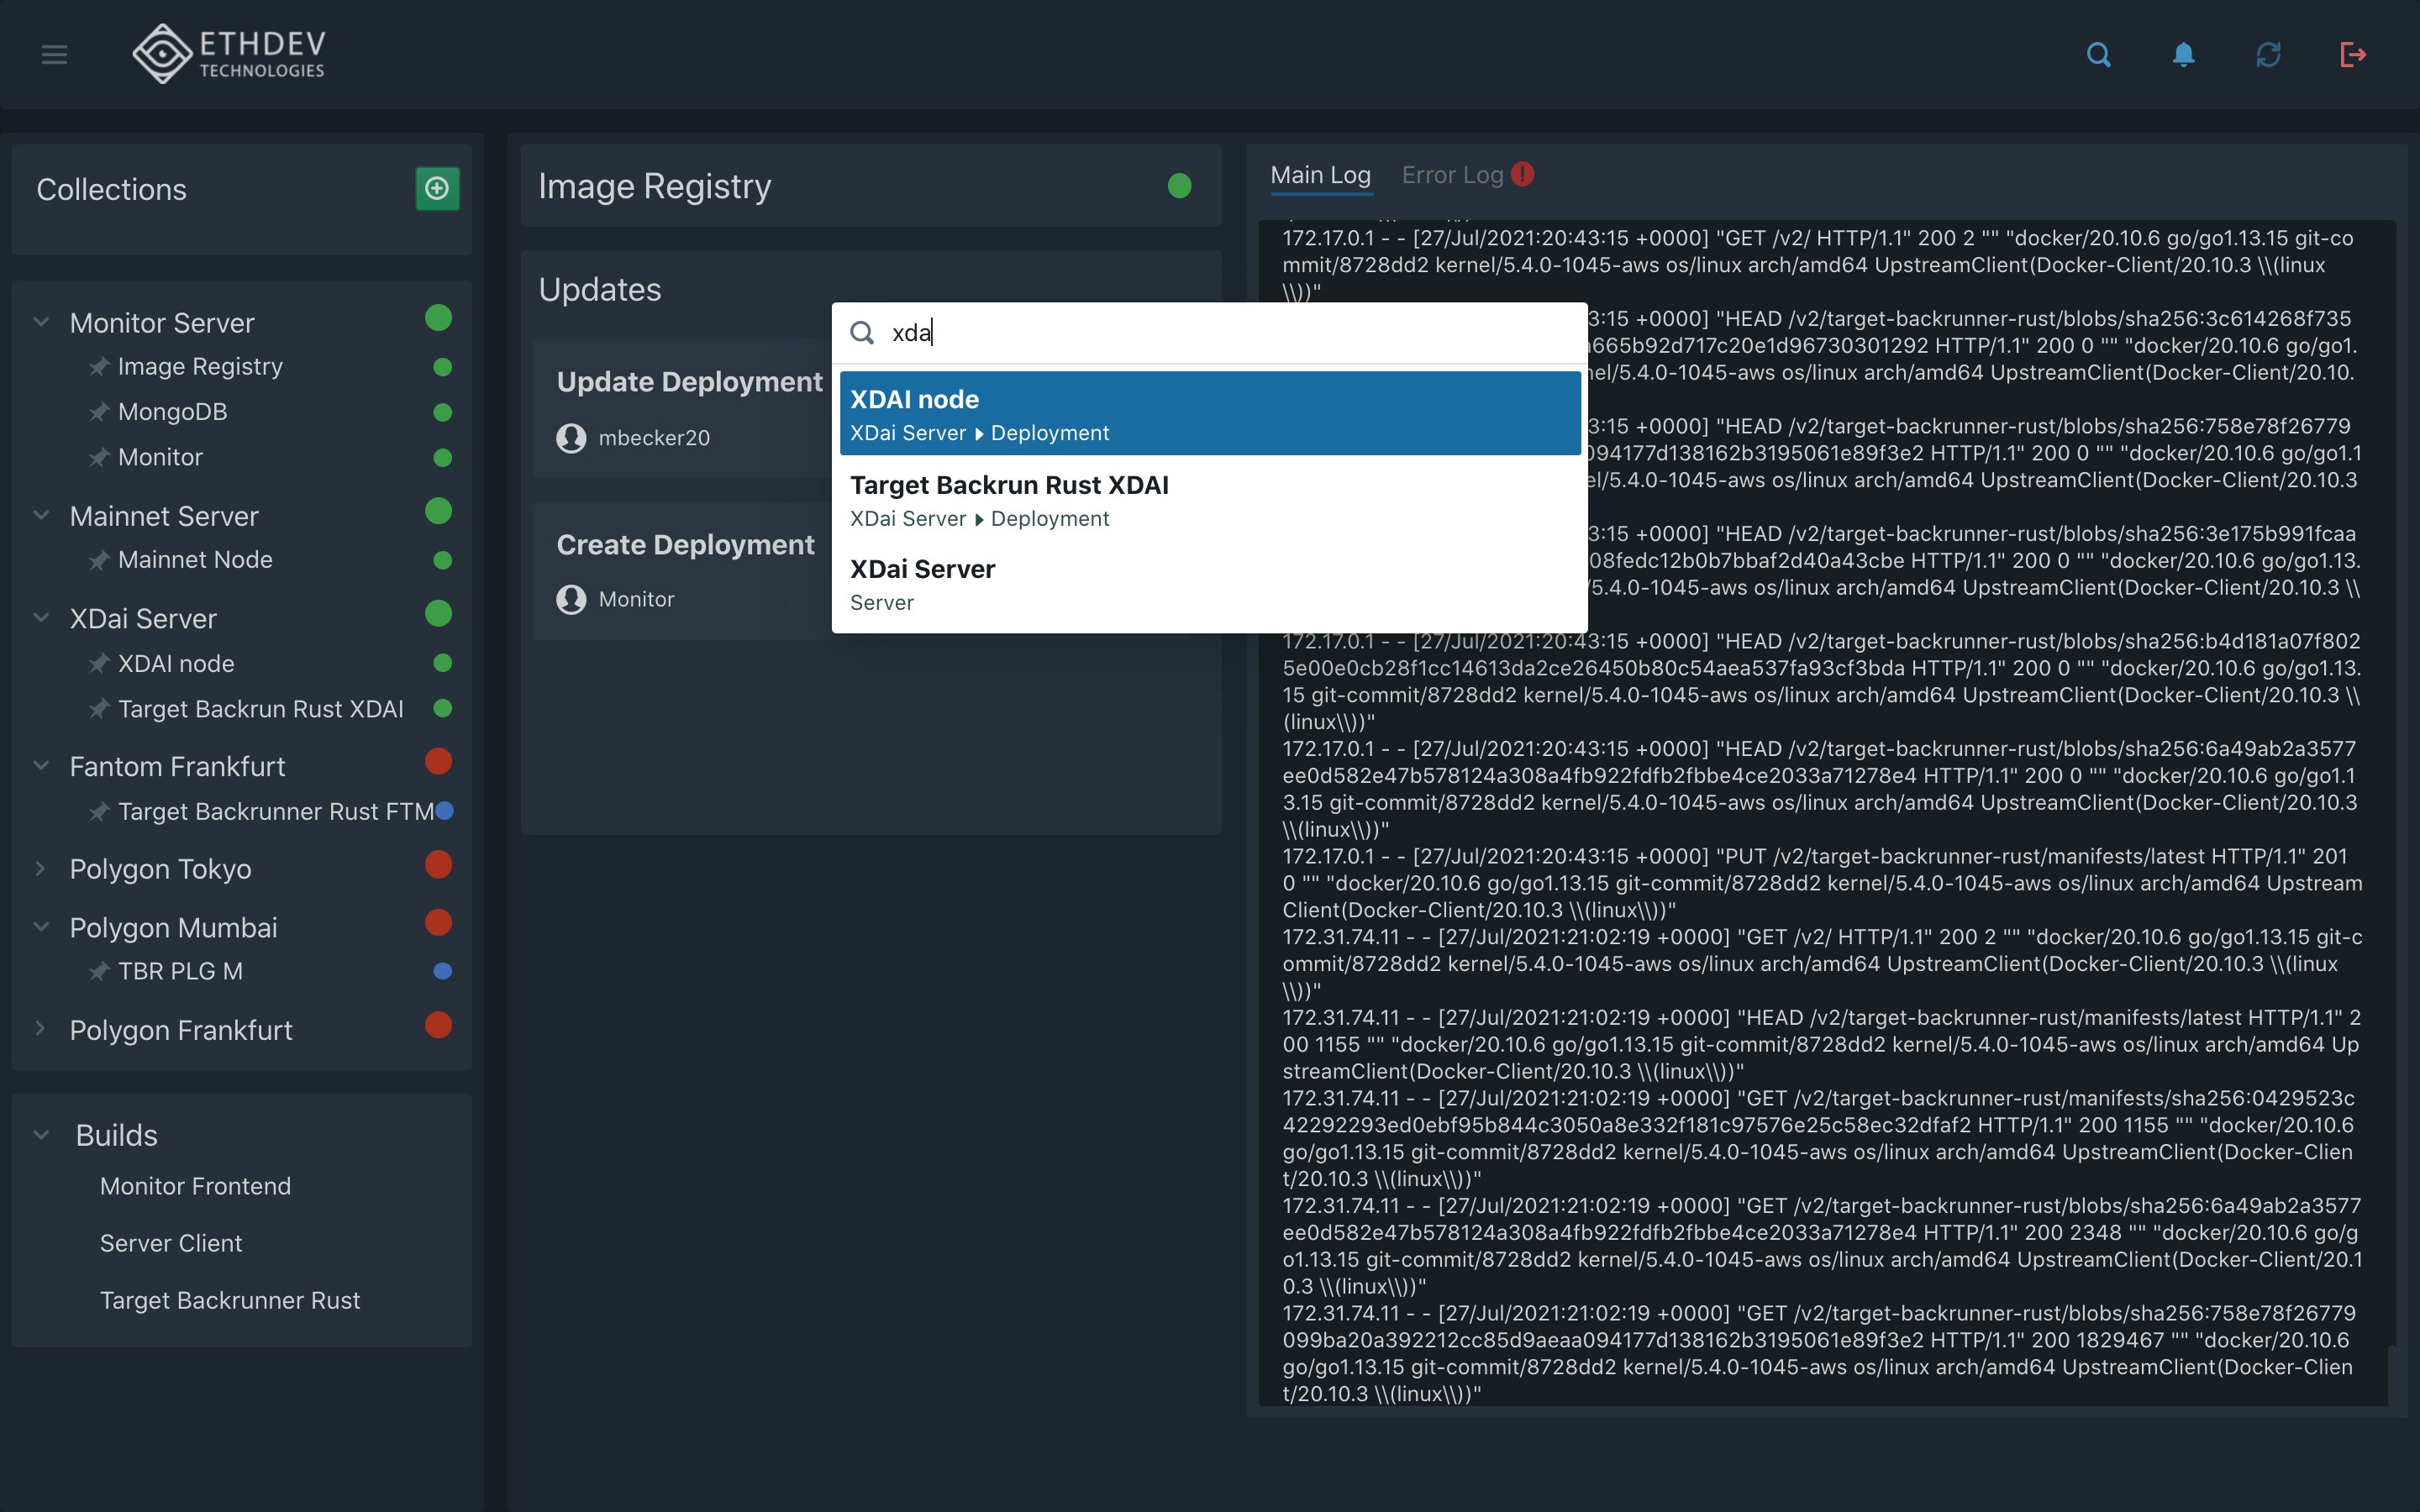 ETHDEV
TECHNOLOGIES
Collections
Monitor Server
Image Registry
MongoDB
Monitor
Mainnet Server
Mainnet Node
XDai Server
XDAI node
Target Backrun Rust XDAI
Fantom Frankfurt
Target Backrunner Rust FTM
Polygon Tokyo
Polygon Mumbai
TBR PLG M
Polygon Frankfurt
Builds
Monitor Frontend
Server Client
Target Backrunner Rust
Image Registry
Updates
Update Deployment
mbecker20
Create Deployment
Monitor
xda
XDAI node
XDai Server Deployment
Target Backrun Rust XDAI
XDai Server Deployment
XDai Server
Server
Main Log
Error Log
172.17.0.1 - - [27/Jul/2021:20:43:15 +0000] "GET /v2/ HTTP/1.1" 200 2 "" "docker/20.10.6 go/go1.13.15 git-co
mmit/8728dd2 kernel/5.4.0-1045-aws os/linux arch/amd64 UpstreamClient(Docker-Client/20.10.3 \\(linux
\\))"
3:15 +0000] "HEAD /v2/target-backrunner-rust/blobs/sha256:3c614268f735
a665b92d717c20e1d96730301292 HTTP/1.1" 200 0 "" "docker/20.10.6 go/go1.
nel/5.4.0-1045-aws os/linux arch/amd64 UpstreamClient(Docker-Client/20.10.
3:15 +0000] "HEAD /v2/target-backrunner-rust/blobs/sha256:758e78f26779
094177d138162b3195061e89f3e2 HTTP/1.1" 200 0 "" "docker/20.10.6 go/go1.1
el/5.4.0-1045-aws os/linux arch/amd64 UpstreamClient(Docker-Client/20.10.3
3:15 +0000] "HEAD /v2/target-backrunner-rust/blobs/sha256:3e175b991fcaa
08fedc12b0b7bbaf2d40a43cbe HTTP/1.1" 200 0 "" "docker/20.10.6 go/go1.13.
/5.4.0-1045-aws os/linux arch/amd64 UpstreamClient(Docker-Client/20.10.3 \\
172.17.0.1 - - [27/Jul/2021:20:43:15 +0000] "HEAD /v2/target-backrunner-rust/blobs/sha256:b4d181a07f802
5e00e0cb28f1cc14613da2ce26450b80c54aea537fa93cf3bda HTTP/1.1" 200 0 "" "docker/20.10.6 go/go1.13.
15 git-commit/8728dd2 kernel/5.4.0-1045-aws os/linux arch/amd64 UpstreamClient(Docker-Client/20.10.3 \\
(linux\\))"
172.17.0.1 - - [27/Jul/2021:20:43:15 +0000] "HEAD /v2/target-backrunner-rust/blobs/sha256:6a49ab2a3577
ee0d582e47b578124a308a4fb922fdfb2fbbe4ce2033a71278e4 HTTP/1.1" 200 0 "" "docker/20.10.6 go/go1.1
3.15 git-commit/8728dd2 kernel/5.4.0-1045-aws os/linux arch/amd64 UpstreamClient(Docker-Client/20.10.3
\\(linux\\))"
172.17.0.1 - - [27/Jul/2021:20:43:15 +0000] "PUT /v2/target-backrunner-rust/manifests/latest HTTP/1.1" 201
0 "" "docker/20.10.6 go/go1.13.15 git-commit/8728dd2 kernel/5.4.0-1045-aws os/linux arch/amd64 Upstream
Client(Docker-Client/20.10.3 \\(linux\\))"
172.31.74.11 - - [27/Jul/2021:21:02:19 +0000] "GET /v2/ HTTP/1.1" 200 2 "" "docker/20.10.6 go/go1.13.15 git-c
ommit/8728dd2 kernel/5.4.0-1045-aws os/linux arch/amd64 UpstreamClient(Docker-Client/20.10.3 \\(linux
\\))"
172.31.74.11 - - [27/Jul/2021:21:02:19 +0000] "HEAD /v2/target-backrunner-rust/manifests/latest HTTP/1.1" 2
00 1155 "" "docker/20.10.6 go/go1.13.15 git-commit/8728dd2 kernel/5.4.0-1045-aws os/linux arch/amd64 Up
streamClient(Docker-Client/20.10.3 \\(linux\\))"
172.31.74.11 - - [27/Jul/2021:21:02:19 +0000] "GET /v2/target-backrunner-rust/manifests/sha256:0429523c
42292293ed0ebf95b844c3050a8e332f181c97576e25c58ec32dfaf2 HTTP/1.1" 200 1155 "" "docker/20.10.6
go/go1.13.15 git-commit/8728dd2 kernel/5.4.0-1045-aws os/linux arch/amd64 UpstreamClient(Docker-Clien
t/20.10.3 \\(linux\\))"
172.31.74.11 - - [27/Jul/2021:21:02:19 +0000] "GET /v2/target-backrunner-rust/blobs/sha256:6a49ab2a3577
ee0d582e47b578124a308a4fb922fdfb2fbbe4ce2033a71278e4 HTTP/1.1" 200 2348 "" "docker/20.10.6 go/g
o1.13.15 git-commit/8728dd2 kernel/5.4.0-1045-aws os/linux arch/amd64 UpstreamClient(Docker-Client/20.1
0.3 \\(linux\\))"
172.31.74.11 - - [27/Jul/2021:21:02:19 +0000] "GET /v2/target-backrunner-rust/blobs/sha256:758e78f26779
099ba20a392212cc85d9aeaa094177d138162b3195061e89f3e2 HTTP/1.1" 200 1829467 "" "docker/20.10.6
go/go1.13.15 git-commit/8728dd2 kernel/5.4.0-1045-aws os/linux arch/amd64 UpstreamClient(Docker-Clien
t/20.10.3 \\(linux\\))"